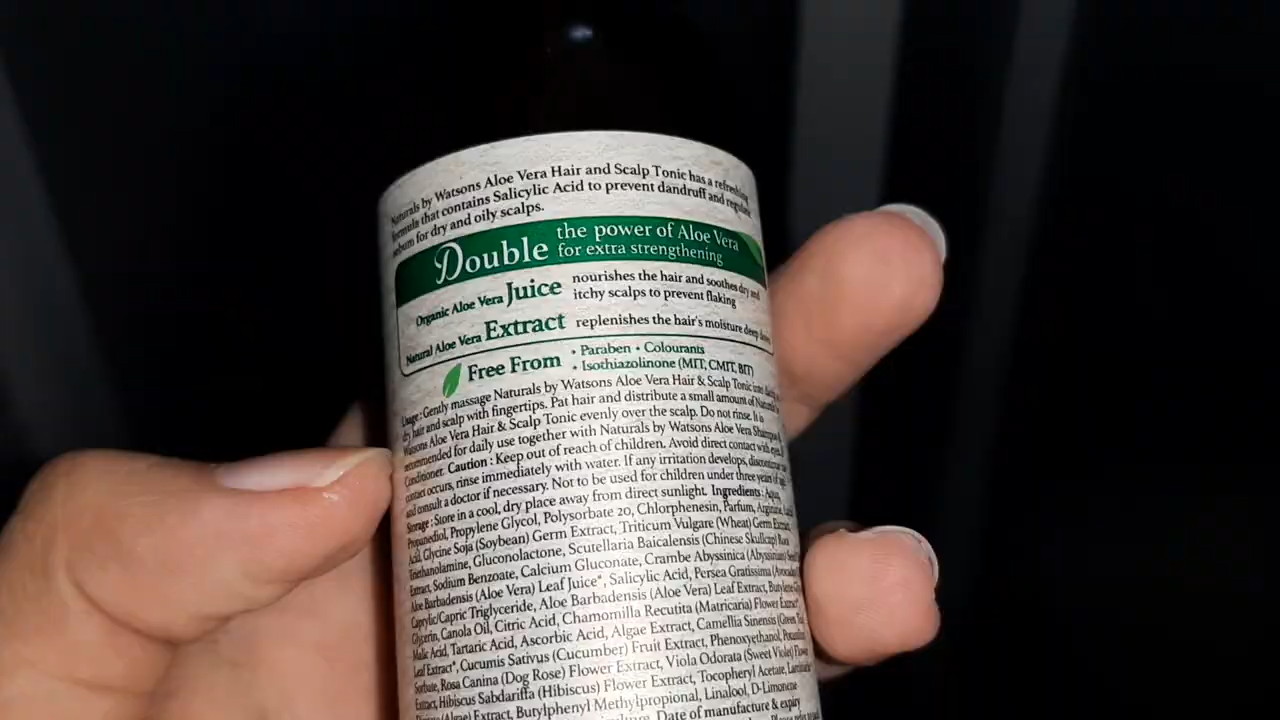 Naturals by Watsons Aloe Vera Hair and Scalp Tonic has a refreshing
formula that contains Salicylic Acid to prevent dandruff and regulate
sebum for dry and oily scalps.
Double the power of Aloe Vera
for extra strengthening
Organic Aloe Vera Juice nourishes the hair and soothes dry and
itchy scalps to prevent flaking
Natural Aloe Vera Extract replenishes the hair's moisture deep
Free From • Paraben • Colourants
• Isothiazolinone (MIT, CMIT, BIT)
Usage : Gently massage Naturals by Watsons Aloe Vera Hair & Scalp Tonic into
dry hair and scalp with fingertips. Pat hair and distribute a small amount of Naturals by
Watsons Aloe Vera Hair & Scalp Tonic evenly over the scalp. Do not rinse. It is
recommended for daily use together with Naturals by Watsons Aloe Vera Shampoo &
Conditioner. Caution : Keep out of reach of children. Avoid direct contact with eyes. If
contact occurs, rinse immediately with water. If any irritation develops, discontinue use
and consult a doctor if necessary. Not to be used for children under three years of age.
Storage : Store in a cool, dry place away from direct sunlight. Ingredients : Aqua,
Propanediol, Propylene Glycol, Polysorbate 20, Chlorphenesin, Parfum, Arginine, Lactic
Acid, Glycine Soja (Soybean) Germ Extract, Triticum Vulgare (Wheat) Germ Extract,
Triethanolamine, Gluconolactone, Scutellaria Baicalensis (Chinese Skullcap) Root
Extract, Sodium Benzoate, Calcium Gluconate, Crambe Abyssinica (Abyssinian) Seed
Aloe Barbadensis (Aloe Vera) Leaf Juice*, Salicylic Acid, Persea Gratissima (Avocado)
Caprylic/Capric Triglyceride, Aloe Barbadensis (Aloe Vera) Leaf Extract, Butylene
Glycerin, Canola Oil, Citric Acid, Chamomilla Recutita (Matricaria) Flower Extract*
Malic Acid, Tartaric Acid, Ascorbic Acid, Algae Extract, Camellia Sinensis (Green Tea)
Leaf Extract*, Cucumis Sativus (Cucumber) Fruit Extract, Phenoxyethanol, Potassium
Sorbate, Rosa Canina (Dog Rose) Flower Extract, Viola Odorata (Sweet Violet) Flower
Extract, Hibiscus Sabdariffa (Hibiscus) Flower Extract, Tocopheryl Acetate, Laminaria
(Algae) Extract, Butylphenyl Methylpropional, Linalool, D-Limonene
Date of manufacture & expiry